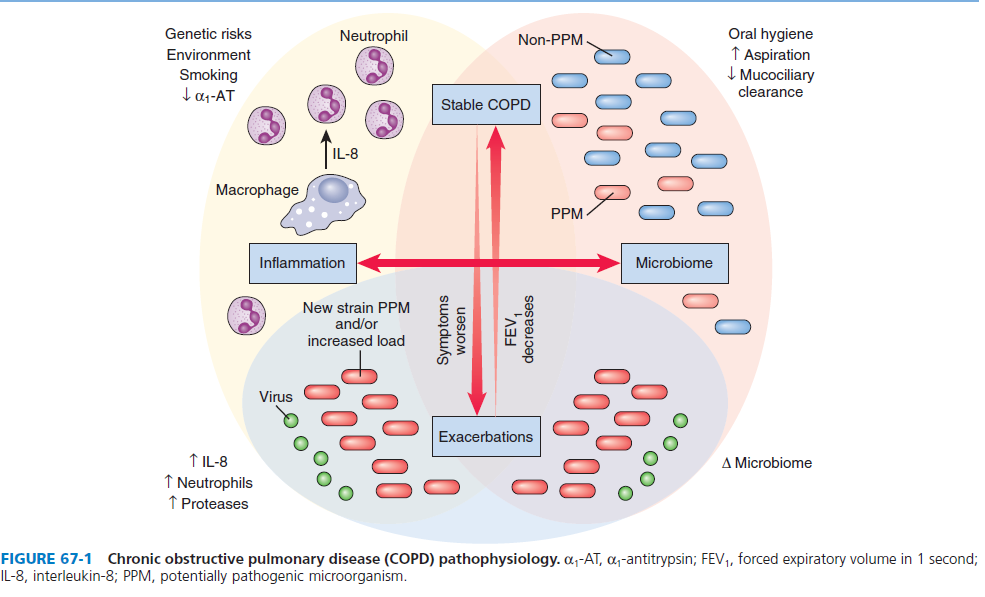 Genetic risks
Environment
Smoking
↓ α₁-AT
Neutrophil
Non-PPM
Oral hygiene
↑ Aspiration
↓ Mucociliary
clearance
Stable COPD
IL-8
Macrophage
PPM
Inflammation
Microbiome
New strain PPM
and/or
increased load
Symptoms
worsen
FEV₁
decreases
Virus
Exacerbations
↑ IL-8
↑ Neutrophils
↑ Proteases
Δ Microbiome
FIGURE 67-1 Chronic obstructive pulmonary disease (COPD) pathophysiology. α₁-AT, α₁-antitrypsin; FEV₁, forced expiratory volume in 1 second;
IL-8, interleukin-8; PPM, potentially pathogenic microorganism.